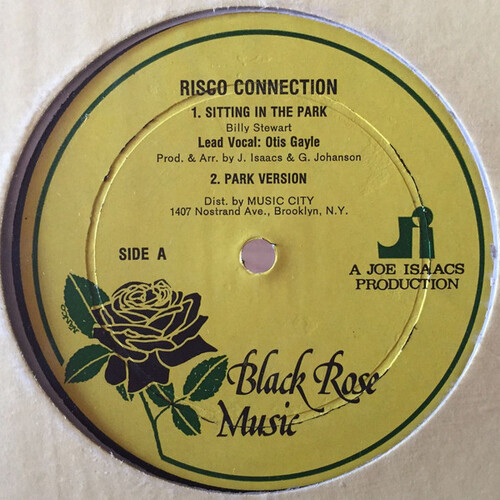 RISCO CONNECTION
1. SITTING IN THE PARK
Billy Stewart
Lead Vocal: Otis Gayle
Prod. & Arr. by J. Isaacs & G. Johanson
2. PARK VERSION
Dist. by MUSIC CITY
1407 Nostrand Ave., Brooklyn, N.Y.
SIDE A
A JOE ISAACS
PRODUCTION
Black Rose
Music